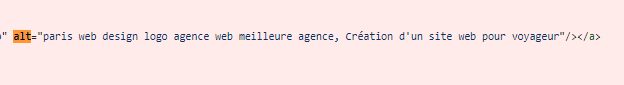 " alt="paris web design logo agence web meilleure agence, Création d'un site web pour voyageur"/></a>